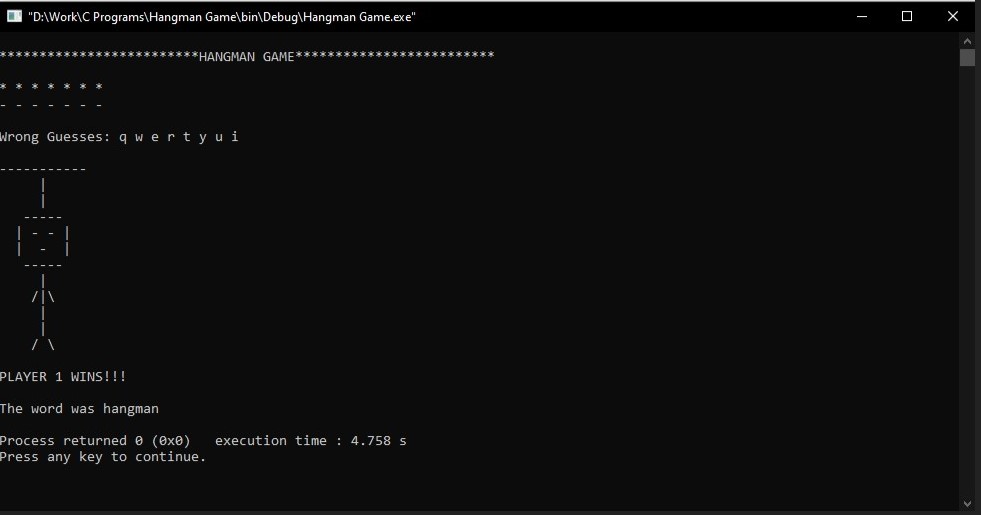 "D:\Work\C Programs\Hangman Game\bin\Debug\Hangman Game.exe"
*************************HANGMAN GAME*************************
* * * * * * *
- - - - - - -
Wrong Guesses: q w e r t y u i
-----------
     |
     |
   -----
  | - - |
  |  -  |
   -----
     |
    /|\
     |
     |
    / \
PLAYER 1 WINS!!!
The word was hangman
Process returned 0 (0x0)   execution time : 4.758 s
Press any key to continue.